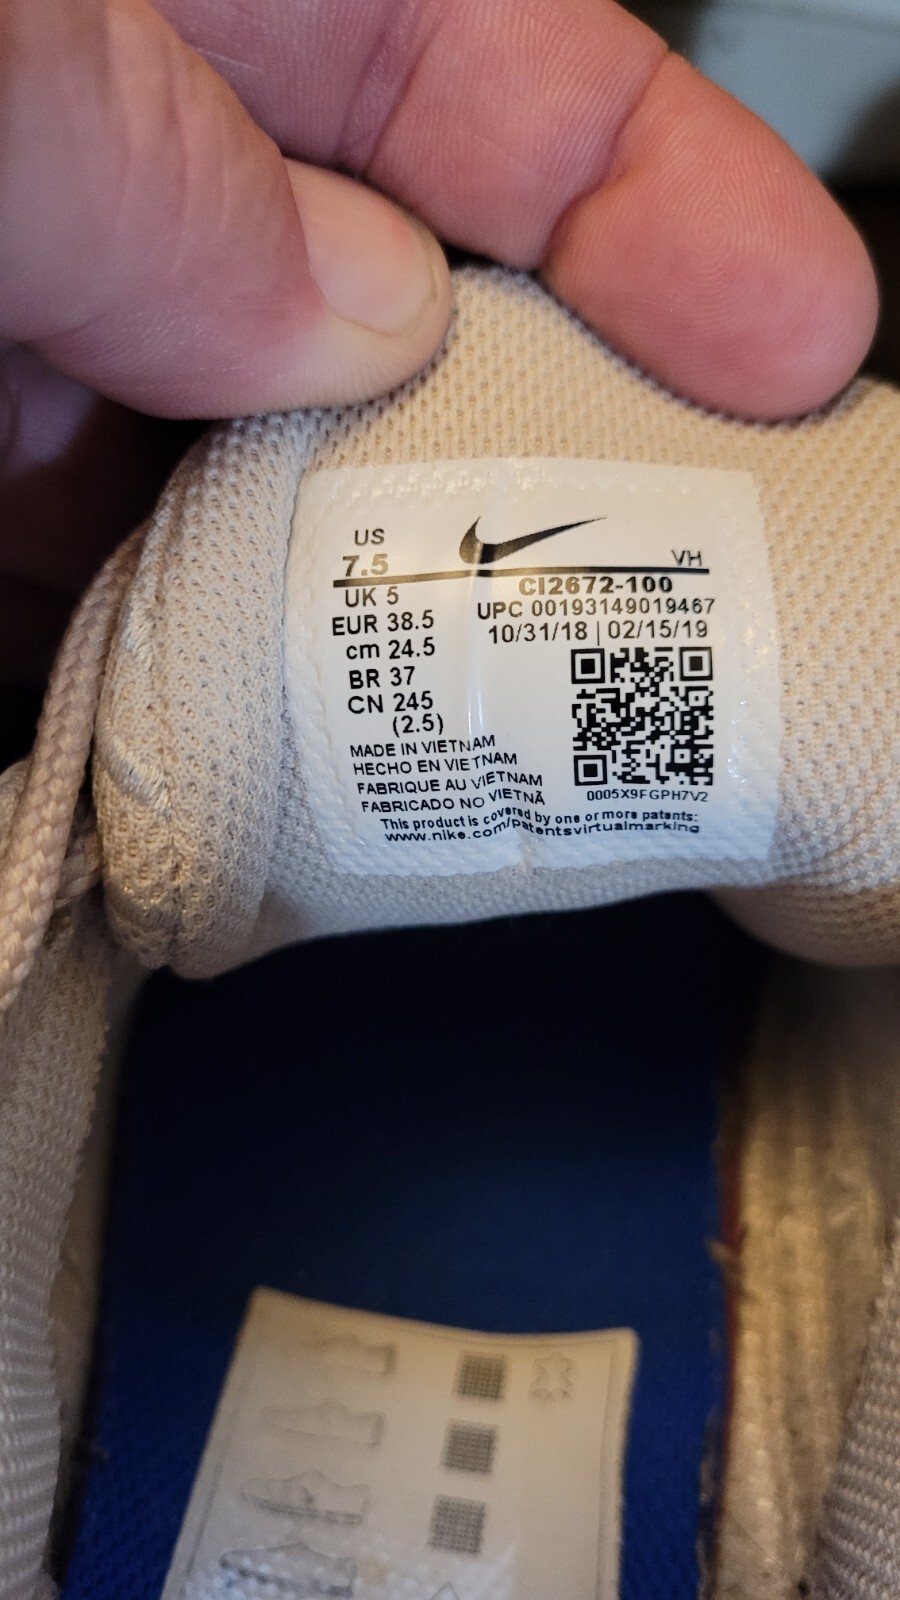 US
7.5
VH
UK 5
EUR 38.5
cm 24.5
BR 37
CN 245
(2.5)
CI2672-100
UPC 00193149019467
10/31/18 | 02/15/19
0005X9FGPH7V2
MADE IN VIETNAM
HECHO EN VIETNAM
FABRIQUE AU VIETNAM
FABRICADO NO VIETNÃ
This product is covered by one or more patents:
www.nike.com/patentsvirtualmarking